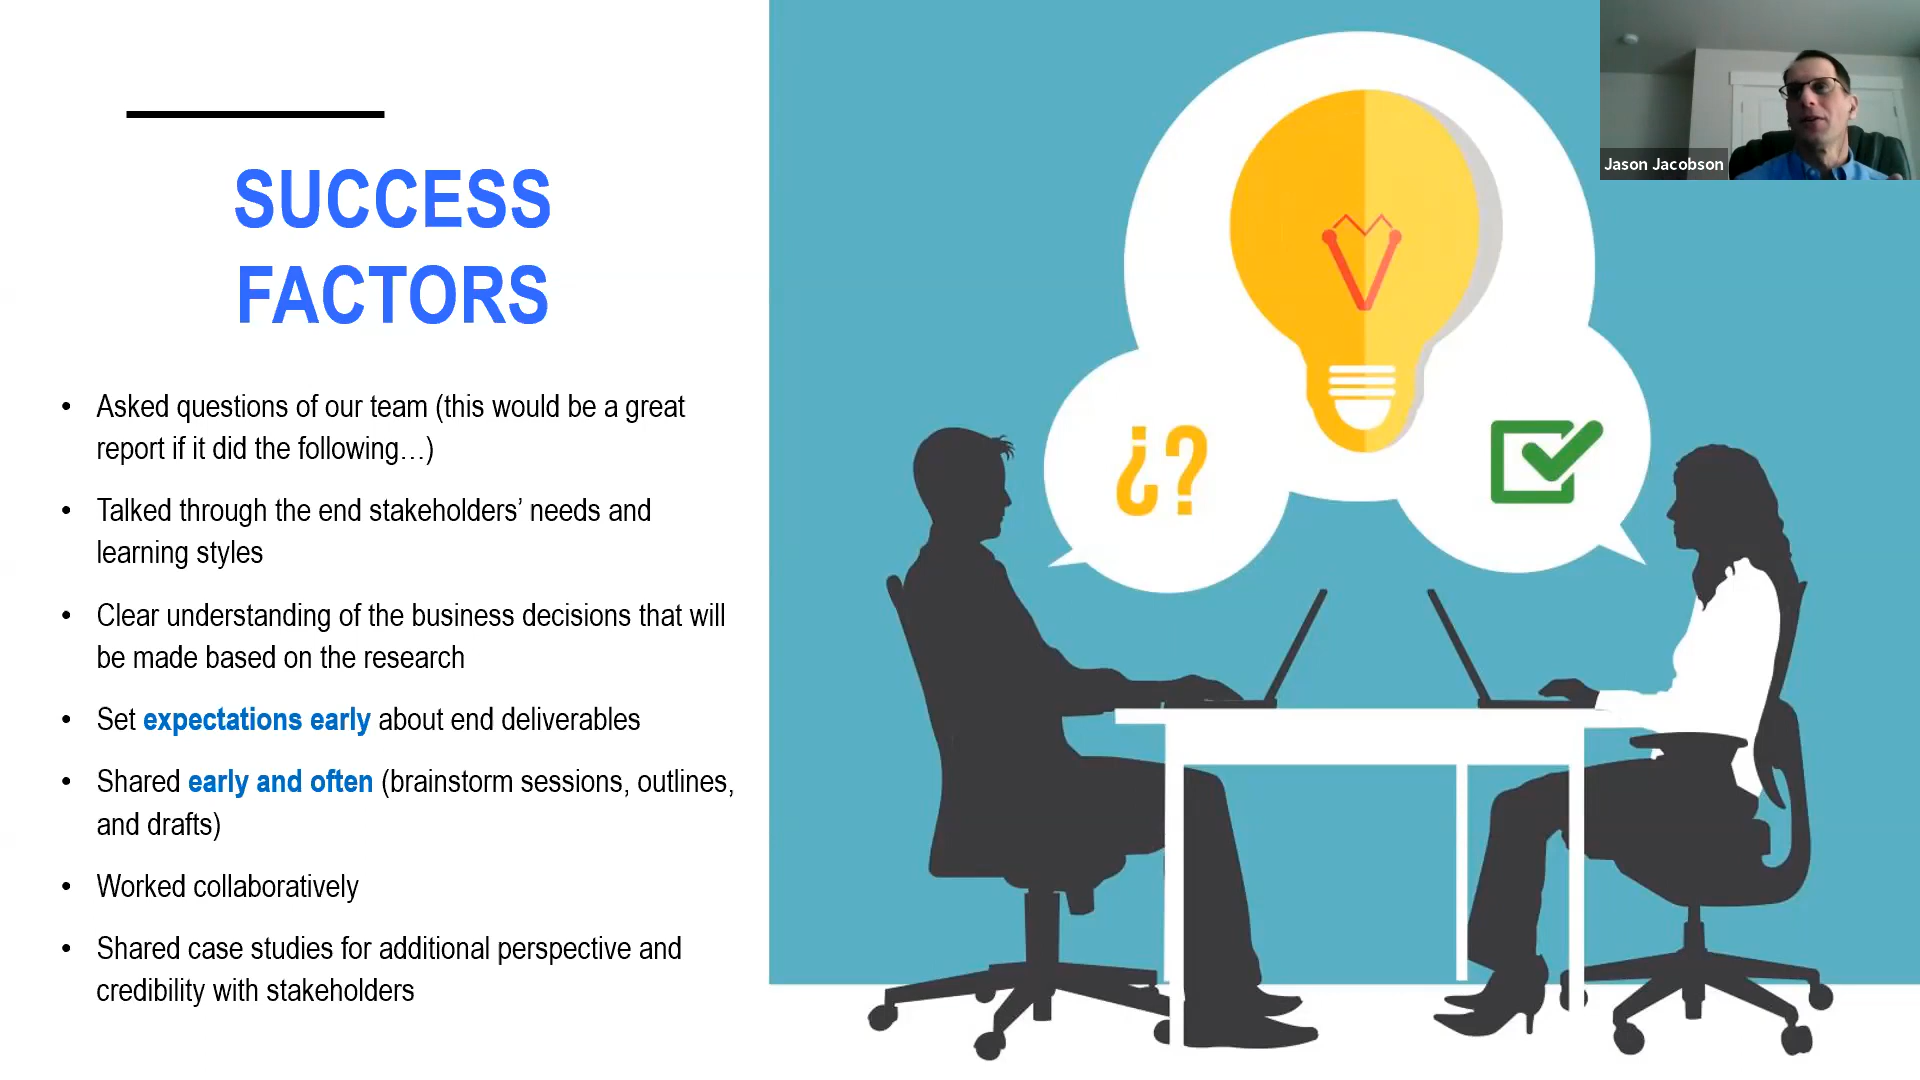 SUCCESS
FACTORS
• Asked questions of our team (this would be a great
report if it did the following…)
• Talked through the end stakeholders’ needs and
learning styles
• Clear understanding of the business decisions that will
be made based on the research
• Set expectations early about end deliverables
• Shared early and often (brainstorm sessions, outlines,
and drafts)
• Worked collaboratively
• Shared case studies for additional perspective and
credibility with stakeholders
¿?
Jason Jacobson